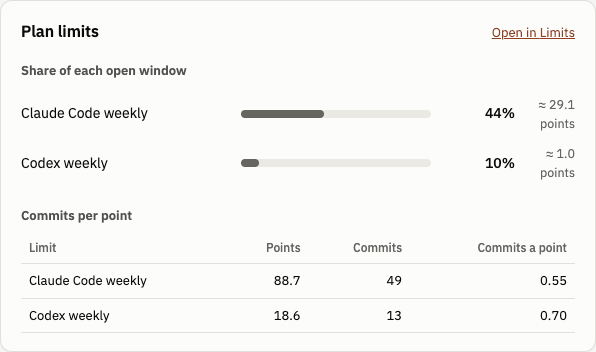 Plan limits
Open in Limits
Share of each open window
Claude Code weekly
44%
≈ 29.1
points
Codex weekly
10%
≈ 1.0
points
Commits per point
Limit Points Commits Commits a point
Claude Code weekly 88.7 49 0.55
Codex weekly 18.6 13 0.70